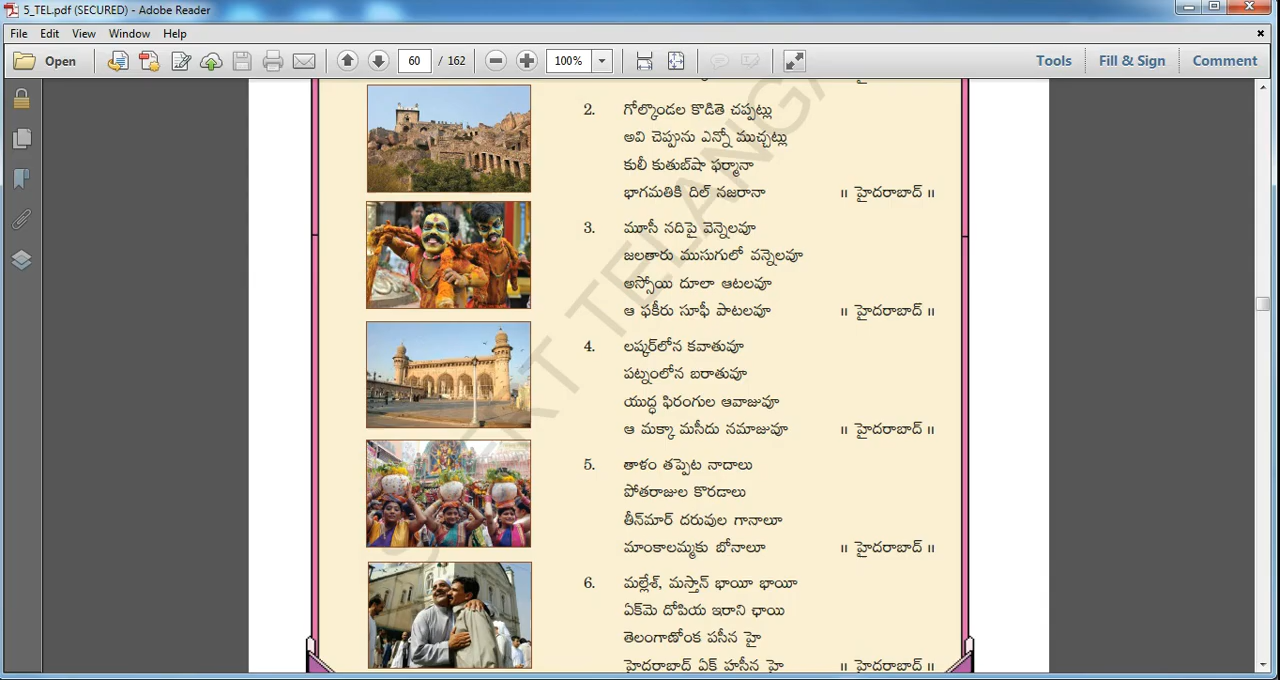 5_TEL.pdf (SECURED) - Adobe Reader
File Edit View Window Help
Open 60 / 162 100% Tools Fill & Sign Comment
2. గోల్కొండల కొడితె చప్పట్లు
అవి చెప్పును ఎన్నో ముచ్చట్లు
కులీ కుతుబ్‌షా ఫర్మానా
భాగమతికి దిల్ నజరానా ॥ హైదరాబాద్ ॥
3. మూసీ నదిపై వెన్నెలవూ
జలతారు ముసుగులో వన్నెలవూ
అస్సోయి దూలా ఆటలవూ
ఆ ఫకీరు సూఫీ పాటలవూ ॥ హైదరాబాద్ ॥
4. లష్కర్‌లోన కవాతువూ
పట్నంలోన బరాతువూ
యుద్ధ ఫిరంగుల ఆవాజువూ
ఆ మక్కా మసీదు నమాజువూ ॥ హైదరాబాద్ ॥
5. తాళం తప్పెట నాదాలు
పోతరాజుల కొరడాలు
తీన్‌మార్ దరువుల గానాలూ
మాంకాలమ్మకు బోనాలూ ॥ హైదరాబాద్ ॥
6. మల్లేశ్, మస్తాన్ భాయీ భాయీ
ఏక్‌మె దోపియ ఇరాని ఛాయి
తెలంగాణోంక పసీన హై
హైదరాబాద్ ఏక్ హసీన హై ॥ హైదరాబాద్ ॥